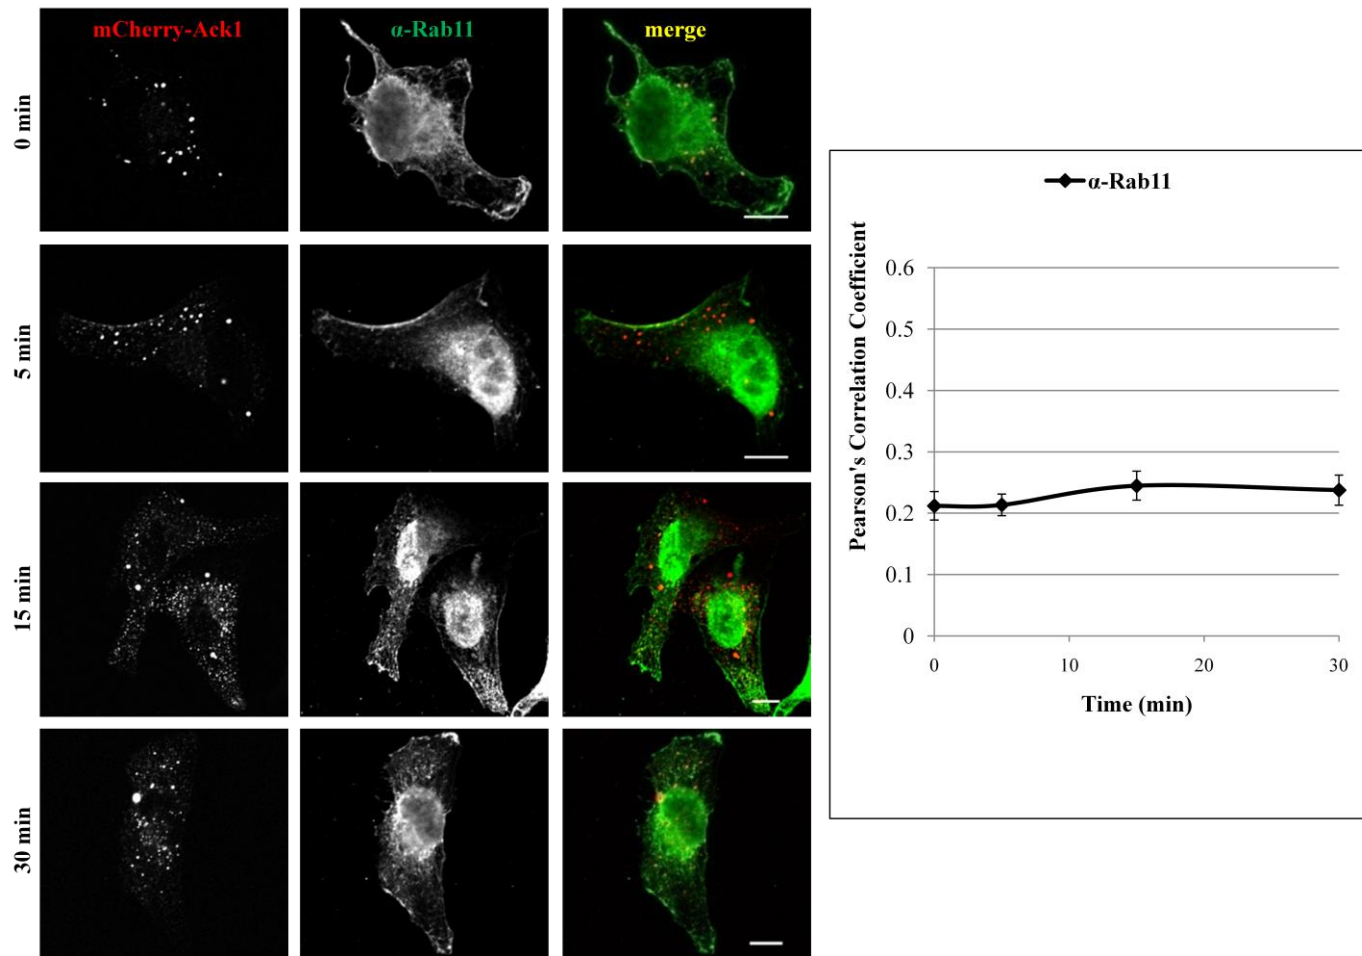 mCherry-Ack1
α-Rab11
merge
0 min
5 min
15 min
30 min
α-Rab11
Pearson's Correlation Coefficient
0.6
0.5
0.4
0.3
0.2
0.1
0
0
10
20
30
Time (min)